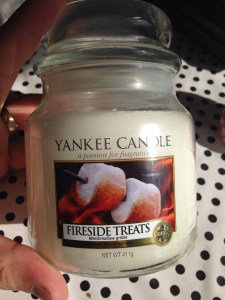 YANKEE CANDLE
a passion for fragrance
FIRESIDE TREATS
Marshmallow grillés
NET WT 411g